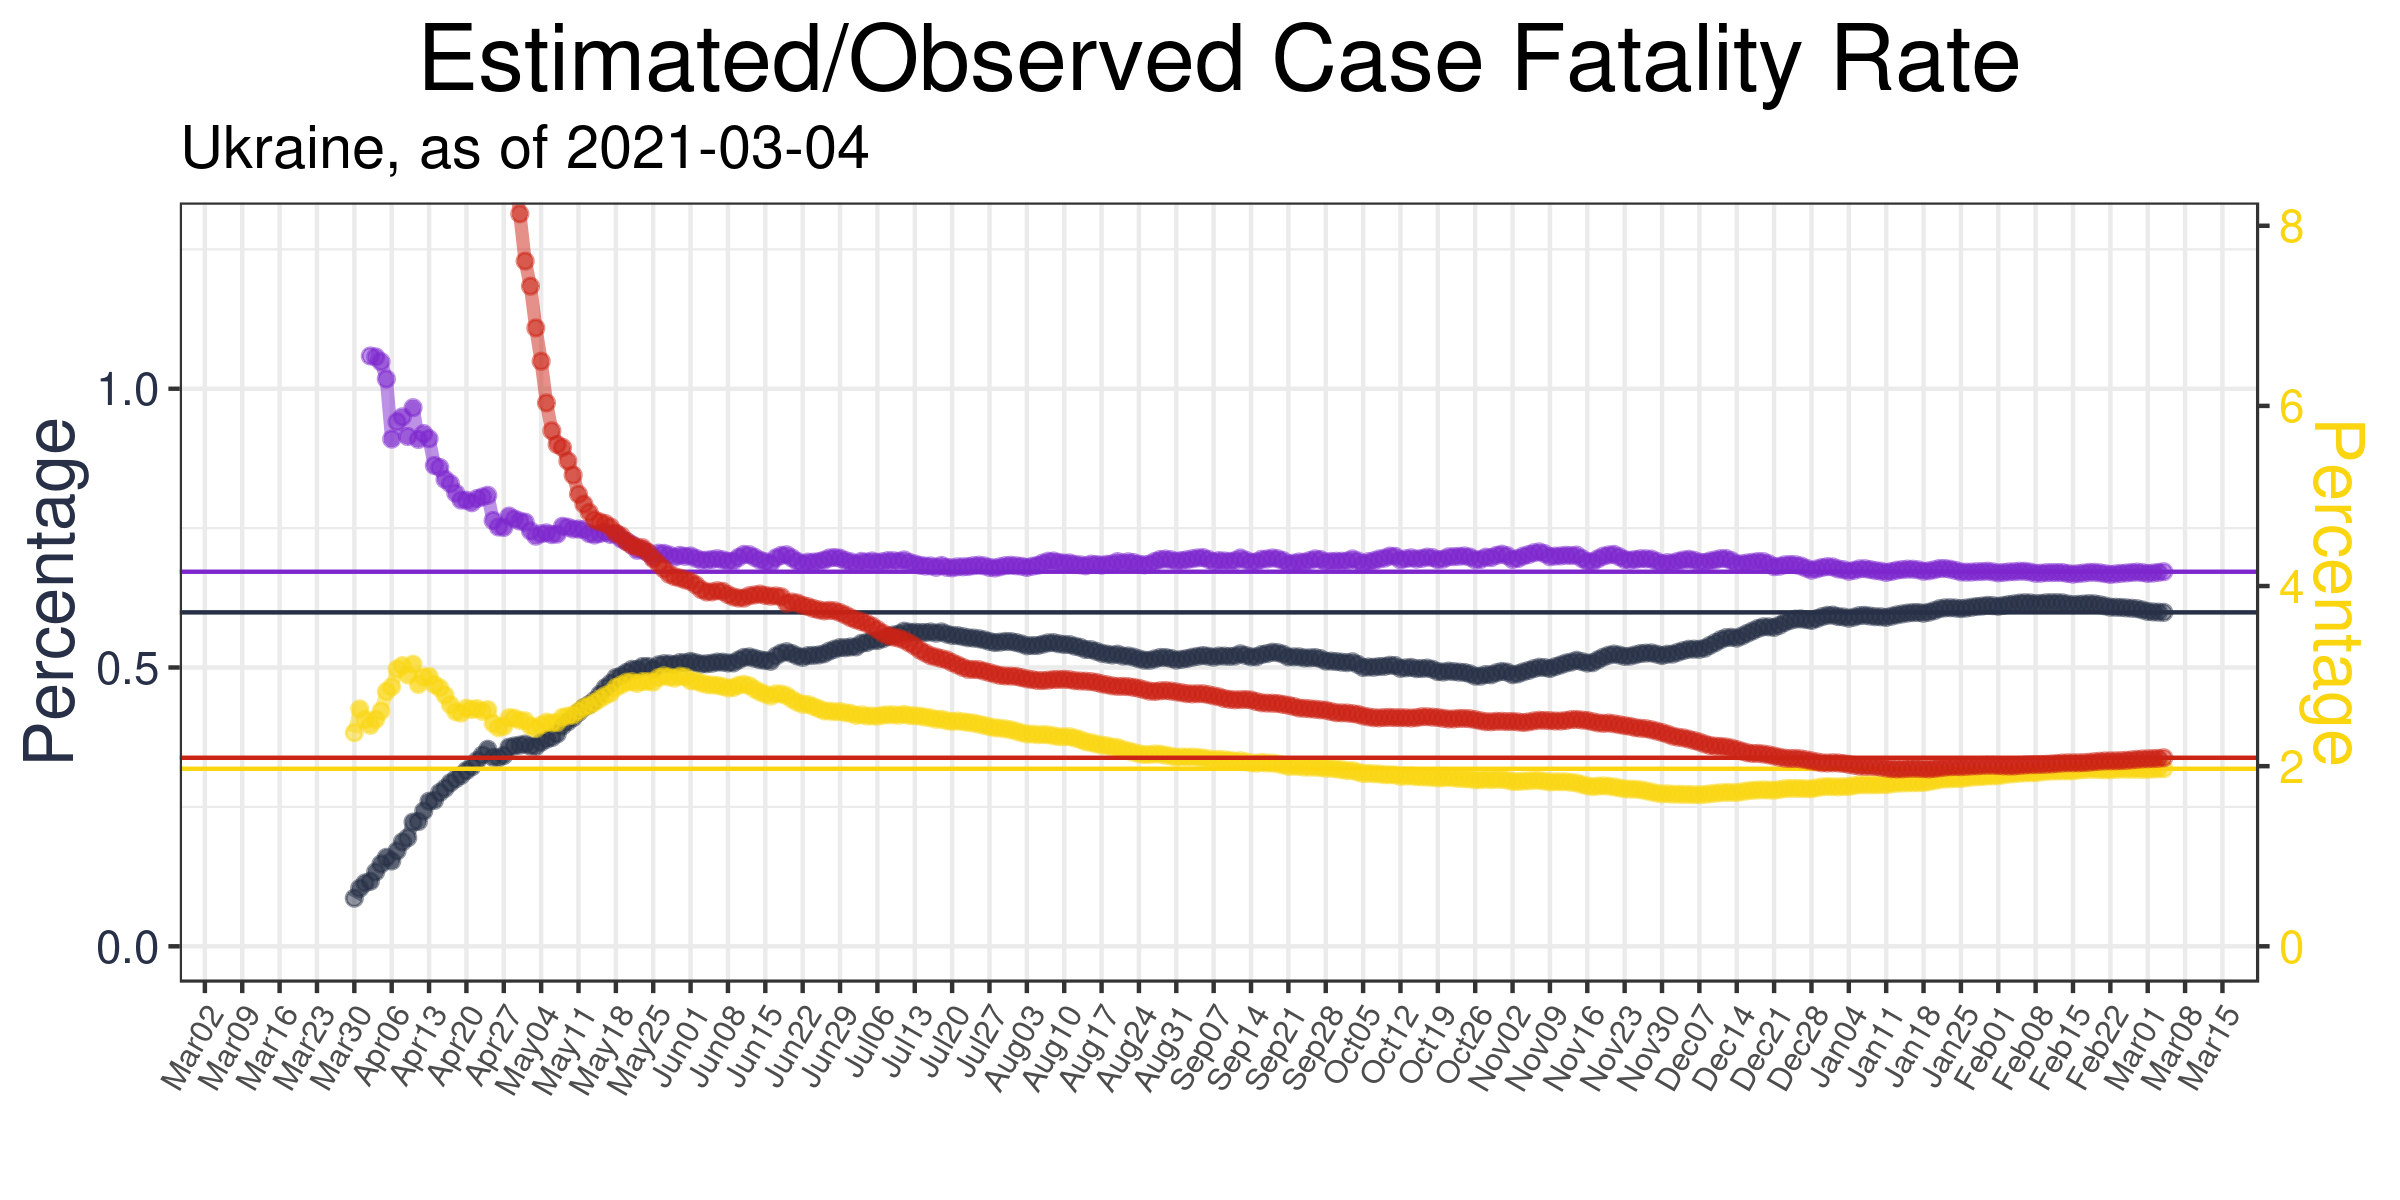 Estimated/Observed Case Fatality Rate
Ukraine, as of 2021-03-04
Percentage
1.0
0.5
0.0
8
6
4
2
0
Percentage
Mar02
Mar09
Mar16
Mar23
Mar30
Apr06
Apr13
Apr20
Apr27
May04
May11
May18
May25
Jun01
Jun08
Jun15
Jun22
Jun29
Jul06
Jul13
Jul20
Jul27
Aug03
Aug10
Aug17
Aug24
Aug31
Sep07
Sep14
Sep21
Sep28
Oct05
Oct12
Oct19
Oct26
Nov02
Nov09
Nov16
Nov23
Nov30
Dec07
Dec14
Dec21
Dec28
Jan04
Jan11
Jan18
Jan25
Feb01
Feb08
Feb15
Feb22
Mar01
Mar08
Mar15